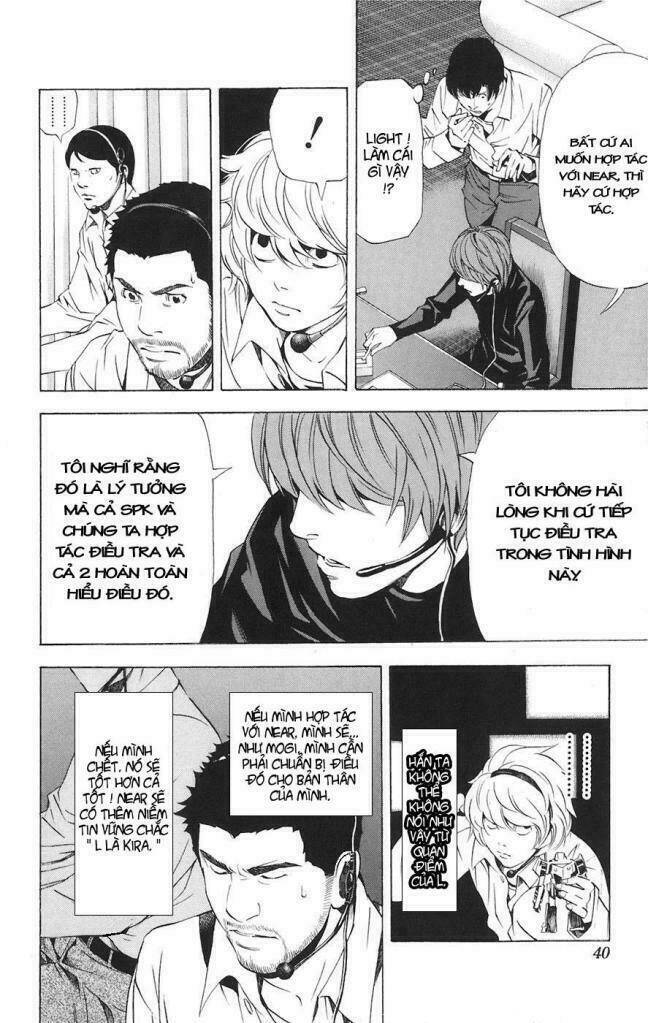 BẤT CỨ AI
MUỐN HỢP TÁC
VỚI NEAR, THÌ
HÃY CỨ HỢP
TÁC.
LIGHT !
LÀM CÁI
GÌ VẬY
!?
!
TÔI KHÔNG HÀI
LÒNG KHI CỨ TIẾP
TỤC ĐIỀU TRA
TRONG TÌNH HÌNH
NÀY.
TÔI NGHĨ RẰNG
ĐÓ LÀ LÝ TƯỞNG
MÀ CẢ SPK VÀ
CHÚNG TA HỢP
TÁC ĐIỀU TRA VÀ
CẢ 2 HOÀN TOÀN
HIỂU ĐIỀU ĐÓ.
HẮN TA
KHÔNG
THỂ
KHÔNG
NÓI NHƯ
VẬY TỪ
QUAN
ĐIỂM
CỦA L.
NẾU MÌNH HỢP TÁC
VỚI NEAR, MÌNH SẼ...
NHƯ MOGI, MÌNH CẦN
PHẢI CHUẨN BỊ ĐIỀU
ĐÓ CHO BẢN THÂN
CỦA MÌNH.
NẾU MÌNH
CHẾT. NÓ SẼ
TỐT HƠN CẢ
TỐT ! NEAR SẼ
CÓ THÊM NIỀM
TIN VỮNG CHẮC
" L LÀ KIRA. "
40